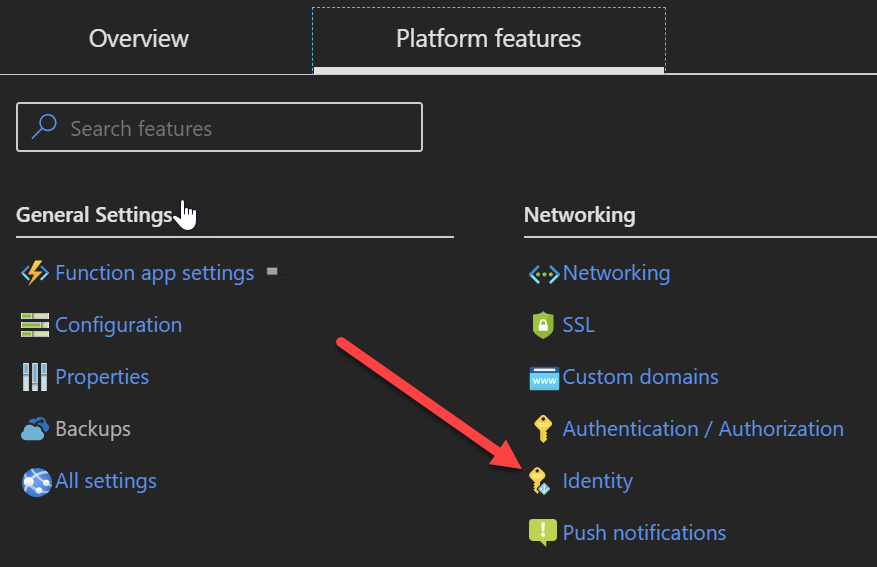 Overview
Platform features
Search features
General Settings
Function app settings
Configuration
Properties
Backups
All settings
Networking
Networking
SSL
www
Custom domains
Authentication / Authorization
Identity
Push notifications